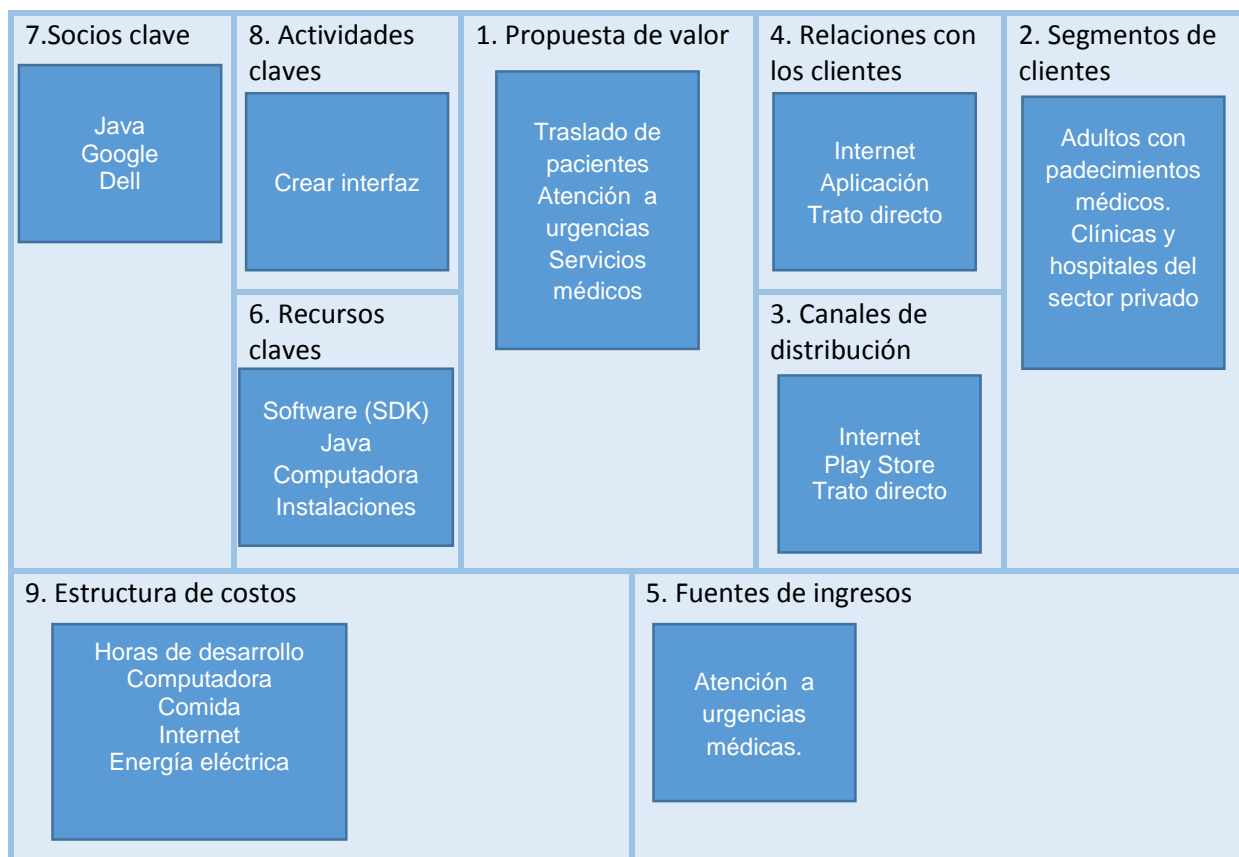 7.Socios clave
Java
Google
Dell
8. Actividades
claves
Crear interfaz
6. Recursos
claves
Software (SDK)
Java
Computadora
Instalaciones
1. Propuesta de valor
Traslado de
pacientes
Atención  a
urgencias
Servicios
médicos
4. Relaciones con
los clientes
Internet
Aplicación
Trato directo
3. Canales de
distribución
Internet
Play Store
Trato directo
2. Segmentos de
clientes
Adultos con
padecimientos
médicos.
Clínicas y
hospitales del
sector privado
9. Estructura de costos
Horas de desarrollo
Computadora
Comida
Internet
Energía eléctrica
5. Fuentes de ingresos
Atención  a
urgencias
médicas.